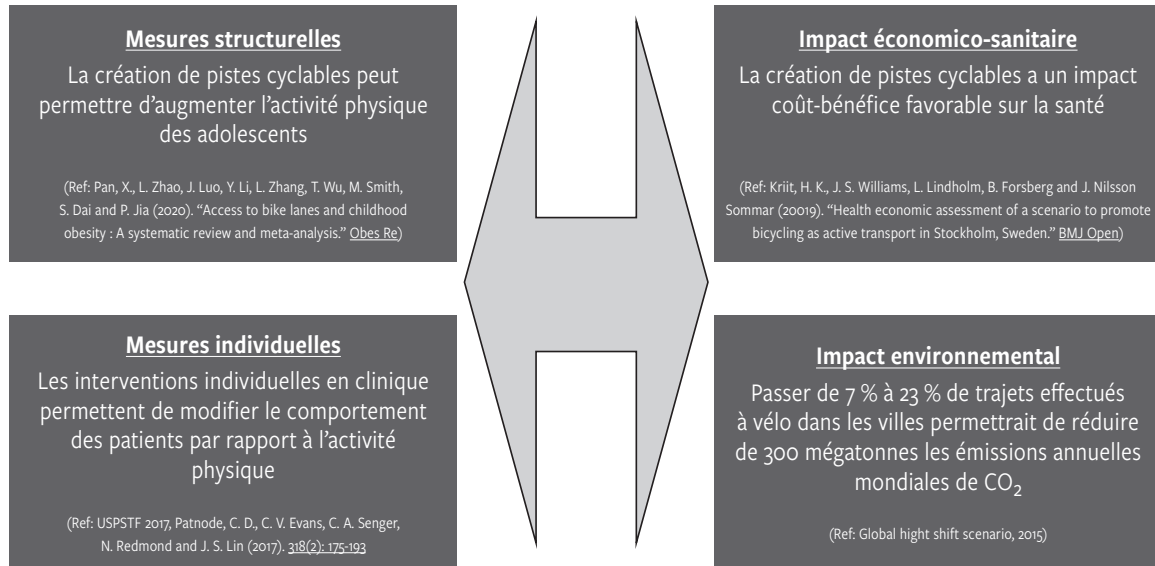 Mesures structurelles
La création de pistes cyclables peut
permettre d’augmenter l’activité physique
des adolescents
(Ref: Pan, X., L. Zhao, J. Luo, Y. Li, L. Zhang, T. Wu, M. Smith,
S. Dai and P. Jia (2020). “Access to bike lanes and childhood
obesity : A systematic review and meta-analysis.” Obes Re)
Impact économico-sanitaire
La création de pistes cyclables a un impact
coût-bénéfice favorable sur la santé
(Ref: Kriit, H. K., J. S. Williams, L. Lindholm, B. Forsberg and J. Nilsson
Sommar (20019). “Health economic assessment of a scenario to promote
bicycling as active transport in Stockholm, Sweden.” BMJ Open)
Mesures individuelles
Les interventions individuelles en clinique
permettent de modifier le comportement
des patients par rapport à l’activité
physique
(Ref: USPSTF 2017, Patnode, C. D., C. V. Evans, C. A. Senger,
N. Redmond and J. S. Lin (2017). 318(2): 175-193
Impact environnemental
Passer de 7 % à 23 % de trajets effectués
à vélo dans les villes permettrait de réduire
de 300 mégatonnes les émissions annuelles
mondiales de CO₂
(Ref: Global hight shift scenario, 2015)